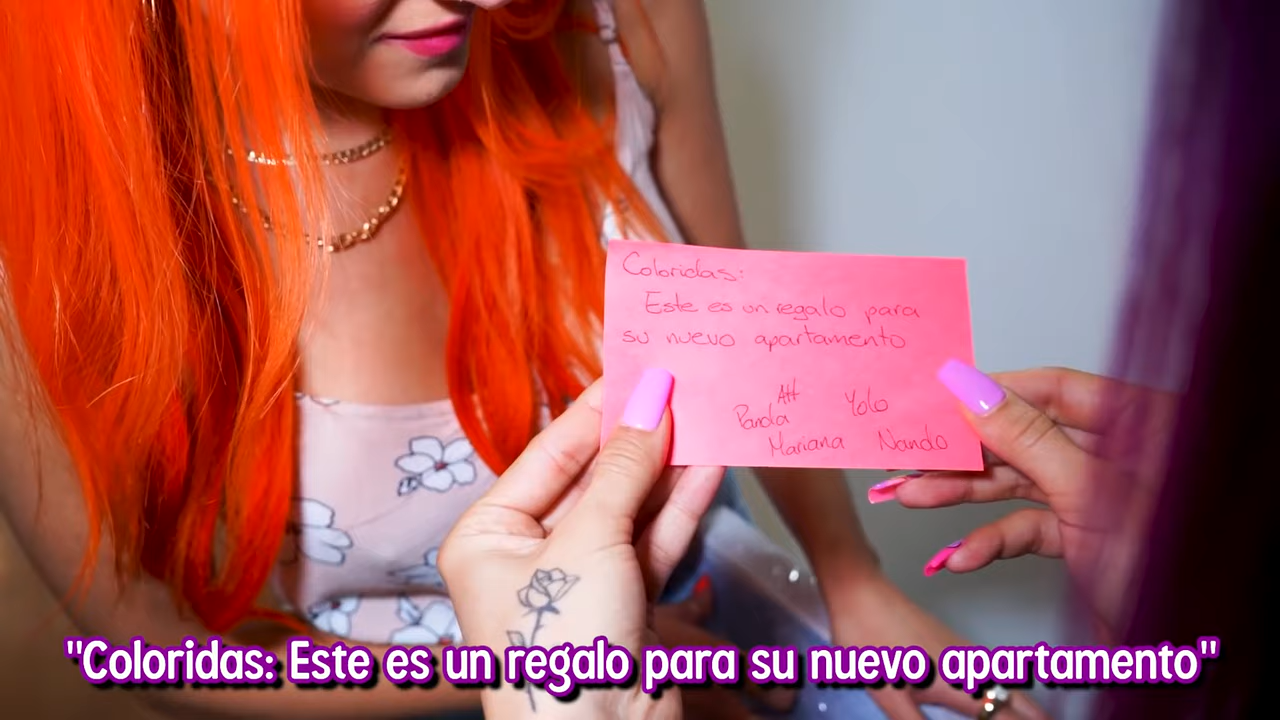 Coloridas:
Este es un regalo para
su nuevo apartamento
Att
Panda Yolo
Mariana Nando
"Coloridas: Este es un regalo para su nuevo apartamento"